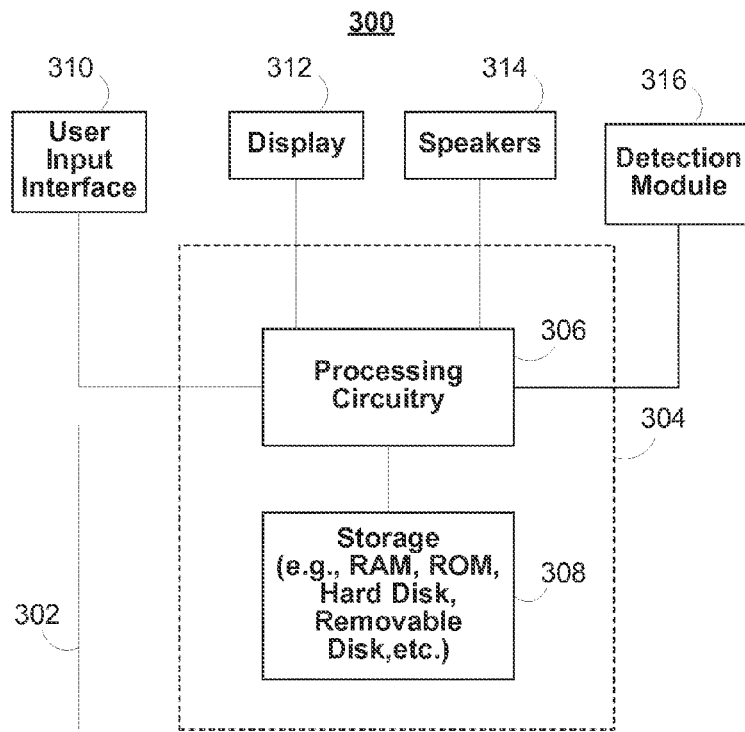 300
310
312
314
316
User
Input
Interface
Display
Speakers
Detection
Module
306
Processing
Circuitry
304
Storage
(e.g., RAM, ROM,
Hard Disk,
Removable
Disk,etc.)
308
302